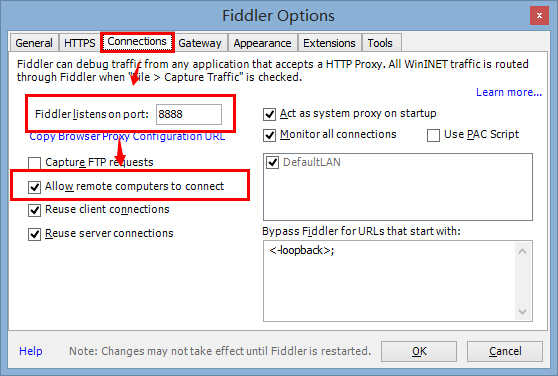 Fiddler Options
General HTTPS Connections Gateway Appearance Extensions Tools
Fiddler can debug traffic from any application that accepts a HTTP Proxy. All WinINET traffic is routed
through Fiddler when "File > Capture Traffic" is checked.
Learn more...
Fiddler listens on port: 8888
Copy Browser Proxy Configuration URL
Capture FTP requests
Allow remote computers to connect
Reuse client connections
Reuse server connections
Act as system proxy on startup
Monitor all connections Use PAC Script
DefaultLAN
Bypass Fiddler for URLs that start with:
<-loopback>;
Help Note: Changes may not take effect until Fiddler is restarted. OK Cancel